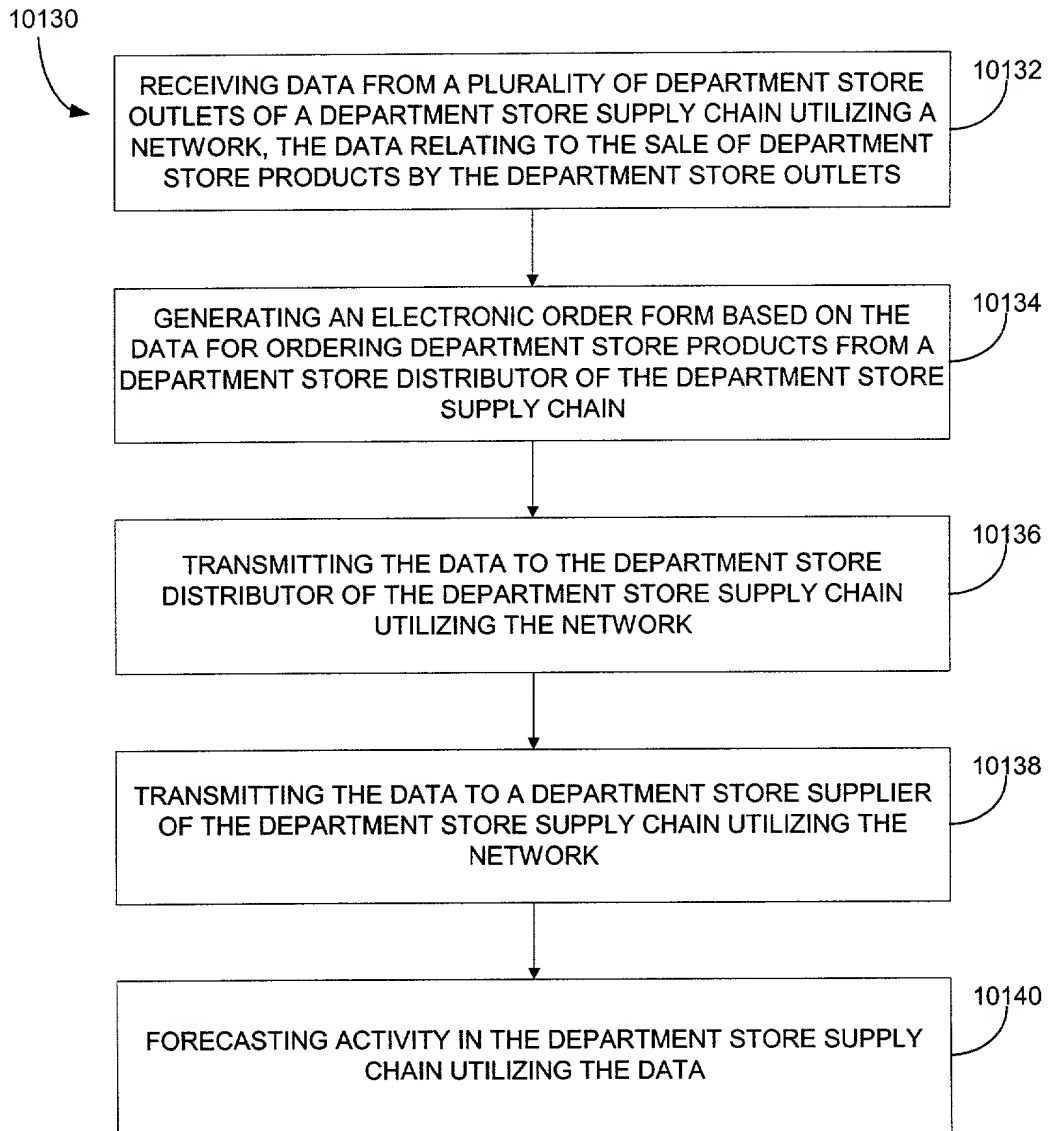 10130
10132
RECEIVING DATA FROM A PLURALITY OF DEPARTMENT STORE
OUTLETS OF A DEPARTMENT STORE SUPPLY CHAIN UTILIZING A
NETWORK, THE DATA RELATING TO THE SALE OF DEPARTMENT
STORE PRODUCTS BY THE DEPARTMENT STORE OUTLETS
10134
GENERATING AN ELECTRONIC ORDER FORM BASED ON THE
DATA FOR ORDERING DEPARTMENT STORE PRODUCTS FROM A
DEPARTMENT STORE DISTRIBUTOR OF THE DEPARTMENT STORE
SUPPLY CHAIN
10136
TRANSMITTING THE DATA TO THE DEPARTMENT STORE
DISTRIBUTOR OF THE DEPARTMENT STORE SUPPLY CHAIN
UTILIZING THE NETWORK
10138
TRANSMITTING THE DATA TO A DEPARTMENT STORE SUPPLIER
OF THE DEPARTMENT STORE SUPPLY CHAIN UTILIZING THE
NETWORK
10140
FORECASTING ACTIVITY IN THE DEPARTMENT STORE SUPPLY
CHAIN UTILIZING THE DATA